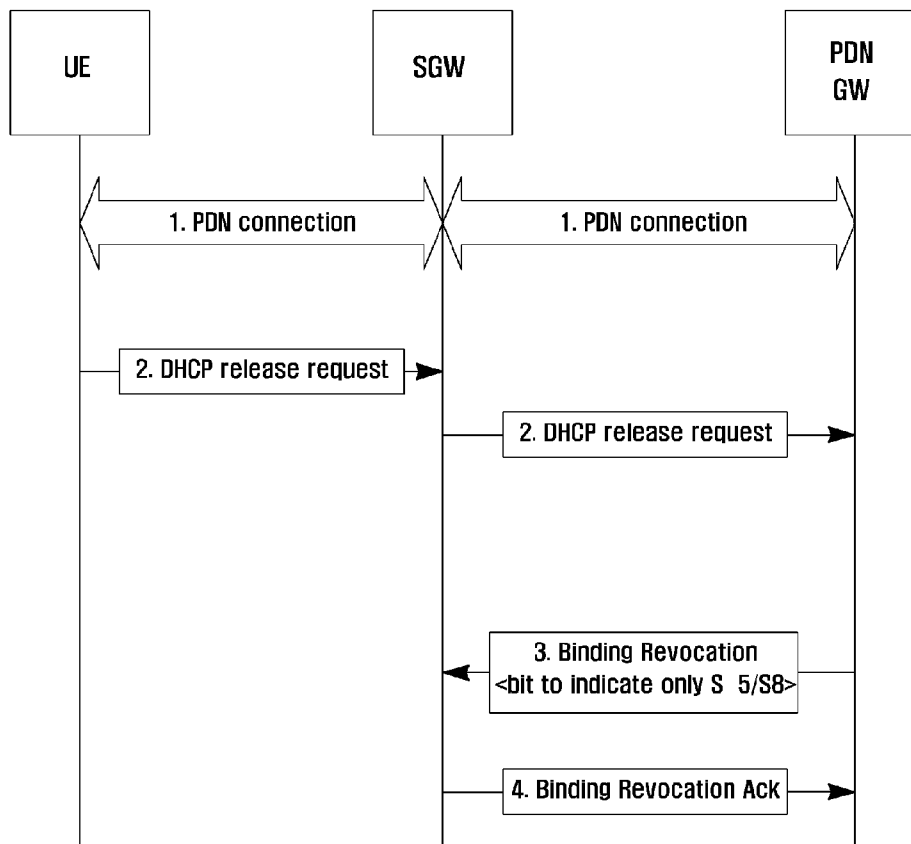 UE
SGW
PDN
GW
1. PDN connection
1. PDN connection
2. DHCP release request
2. DHCP release request
3. Binding Revocation
<bit to indicate only S 5/S8>
4. Binding Revocation Ack